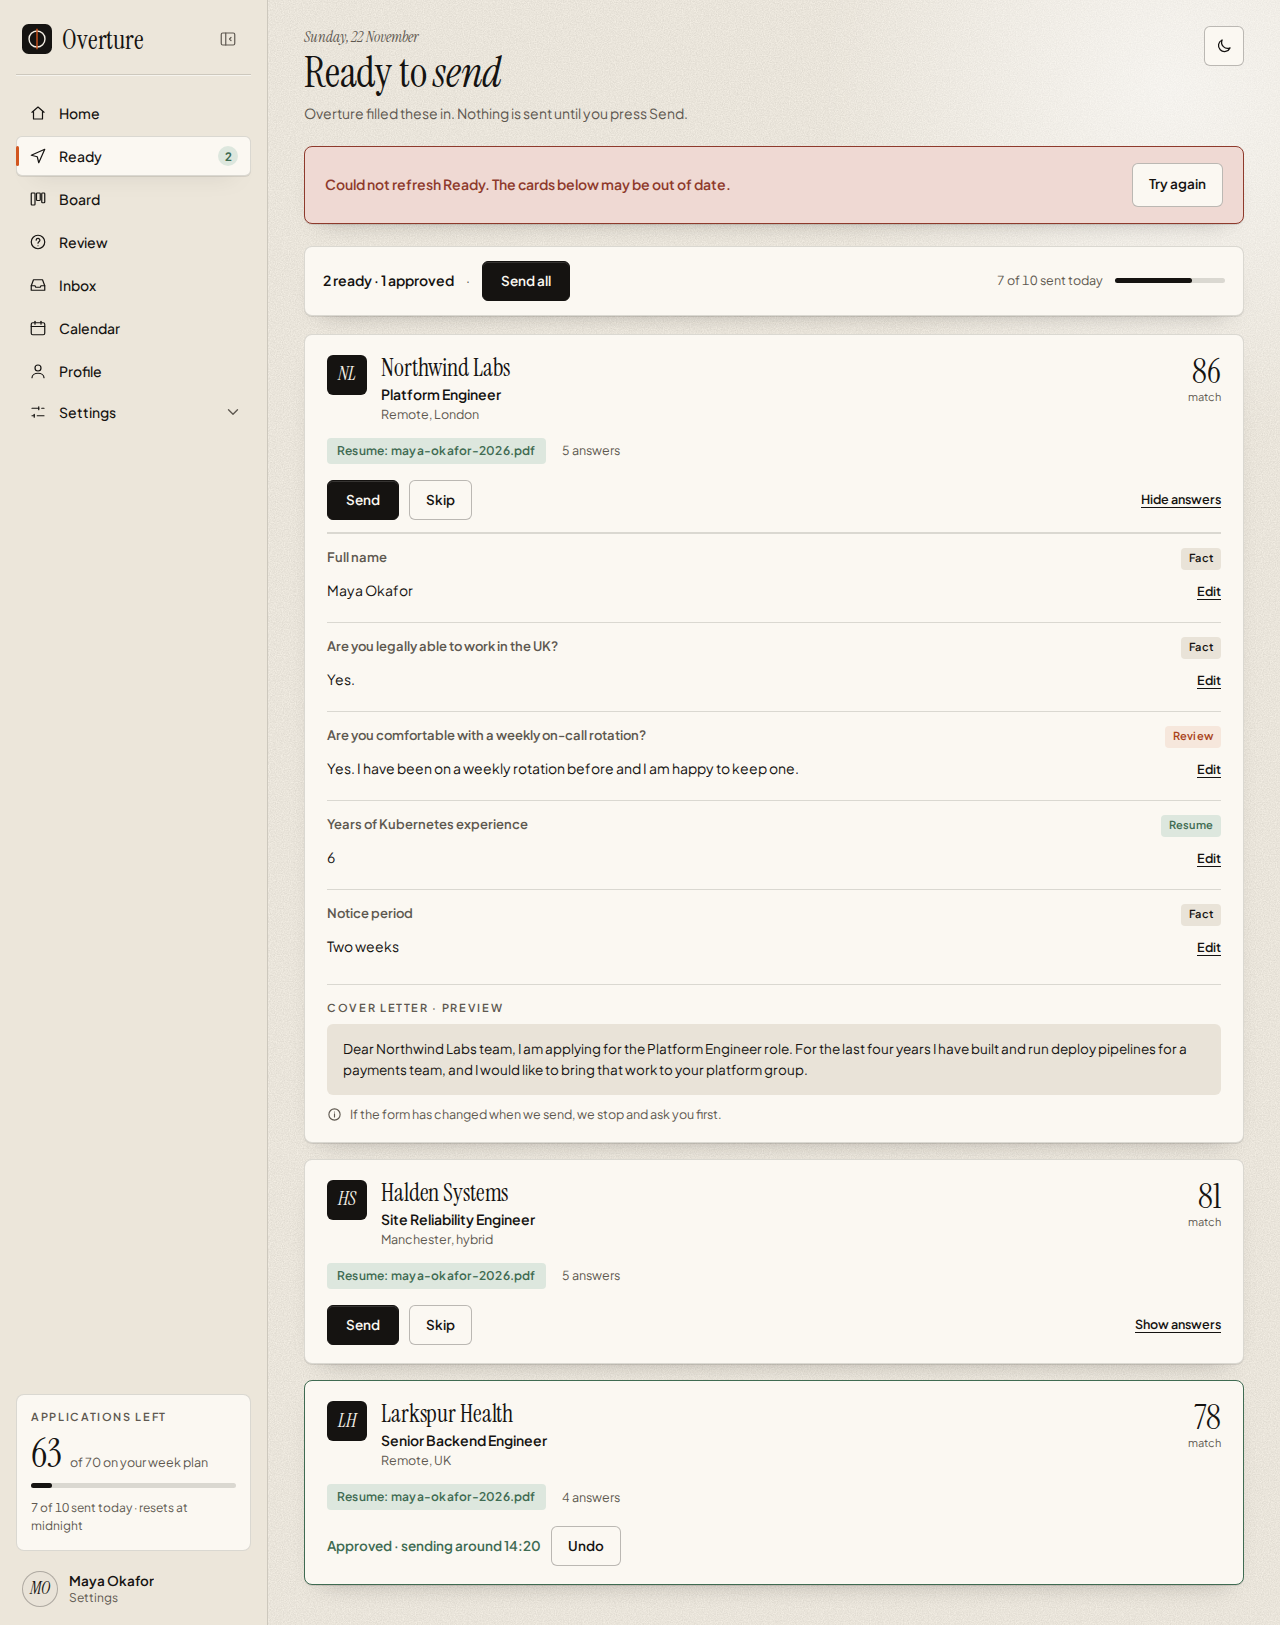 Overture
Home
Ready 2
Board
Review
Inbox
Calendar
Profile
Settings
APPLICATIONS LEFT
63 of 70 on your week plan
7 of 10 sent today · resets at
midnight
MO
Maya Okafor
Settings
Sunday, 22 November
Ready to send
Overture filled these in. Nothing is sent until you press Send.
Could not refresh Ready. The cards below may be out of date.
Try again
2 ready · 1 approved · Send all
7 of 10 sent today
NL
Northwind Labs
Platform Engineer
Remote, London
86
match
Resume: maya-okafor-2026.pdf
5 answers
Send
Skip
Hide answers
Full name
Fact
Maya Okafor
Edit
Are you legally able to work in the UK?
Fact
Yes.
Edit
Are you comfortable with a weekly on-call rotation?
Review
Yes. I have been on a weekly rotation before and I am happy to keep one.
Edit
Years of Kubernetes experience
Resume
6
Edit
Notice period
Fact
Two weeks
Edit
COVER LETTER · PREVIEW
Dear Northwind Labs team, I am applying for the Platform Engineer role. For the last four years I have built and run deploy pipelines for a
payments team, and I would like to bring that work to your platform group.
If the form has changed when we send, we stop and ask you first.
HS
Halden Systems
Site Reliability Engineer
Manchester, hybrid
81
match
Resume: maya-okafor-2026.pdf
5 answers
Send
Skip
Show answers
LH
Larkspur Health
Senior Backend Engineer
Remote, UK
78
match
Resume: maya-okafor-2026.pdf
4 answers
Approved · sending around 14:20
Undo